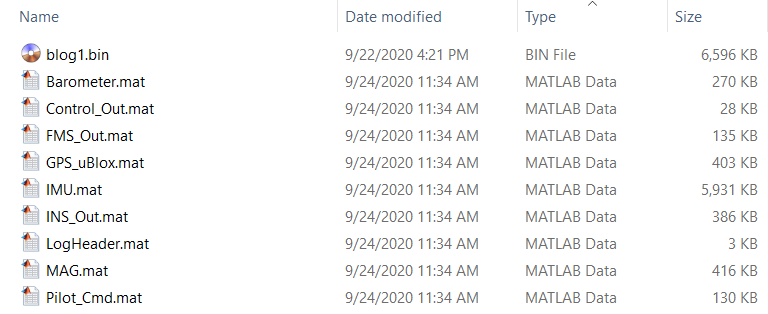 Name Date modified Type Size
blog1.bin 9/22/2020 4:21 PM BIN File 6,596 KB
Barometer.mat 9/24/2020 11:34 AM MATLAB Data 270 KB
Control_Out.mat 9/24/2020 11:34 AM MATLAB Data 28 KB
FMS_Out.mat 9/24/2020 11:34 AM MATLAB Data 135 KB
GPS_uBlox.mat 9/24/2020 11:34 AM MATLAB Data 403 KB
IMU.mat 9/24/2020 11:34 AM MATLAB Data 5,931 KB
INS_Out.mat 9/24/2020 11:34 AM MATLAB Data 386 KB
LogHeader.mat 9/24/2020 11:34 AM MATLAB Data 3 KB
MAG.mat 9/24/2020 11:34 AM MATLAB Data 416 KB
Pilot_Cmd.mat 9/24/2020 11:34 AM MATLAB Data 130 KB